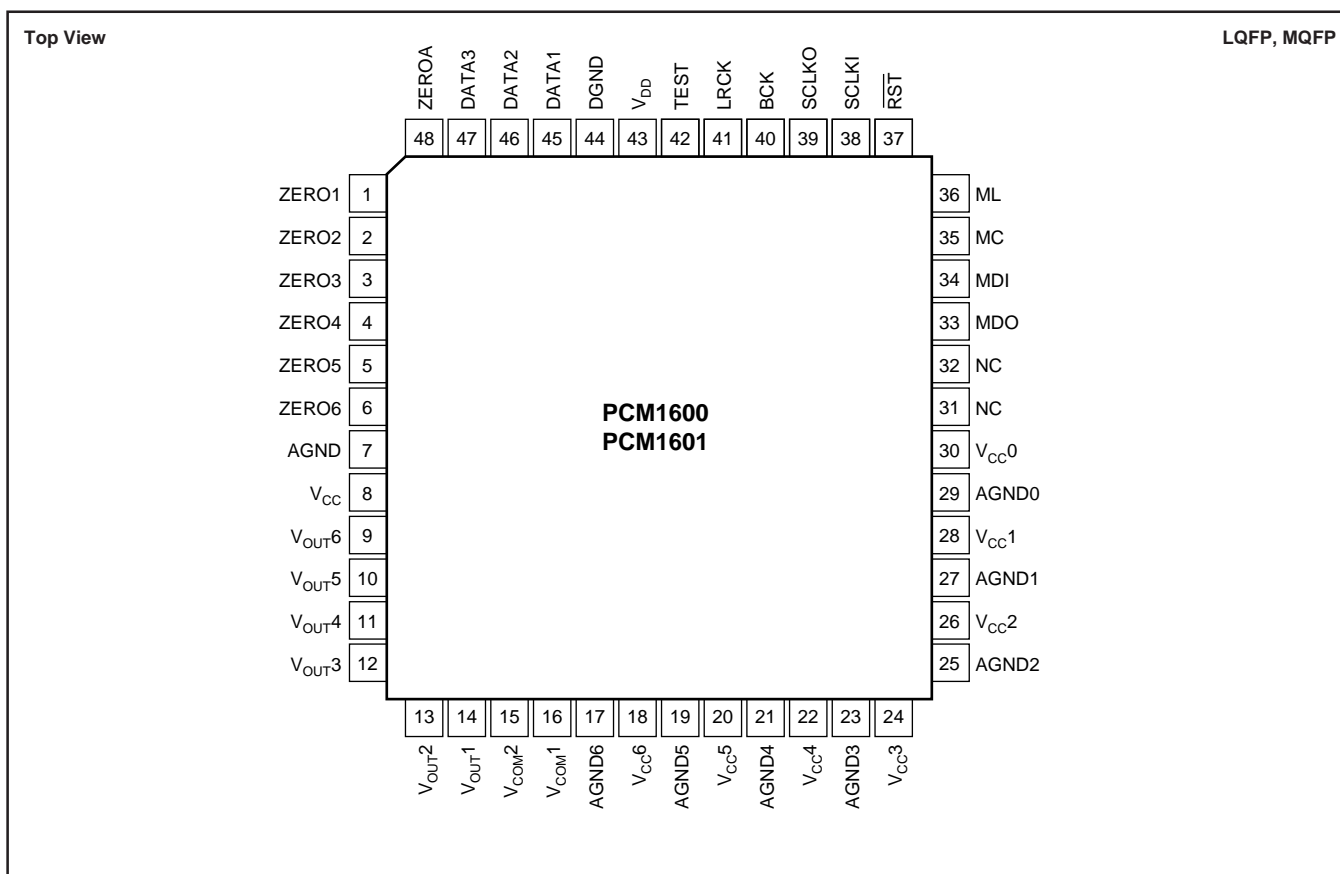 Top View
LQFP, MQFP
ZEROA DATA3 DATA2 DATA1 DGND VDD TEST LRCK BCK SCLKO SCLKI R̅S̅T̅
48 47 46 45 44 43 42 41 40 39 38 37
ZERO1 1
ZERO2 2
ZERO3 3
ZERO4 4
ZERO5 5
ZERO6 6
AGND 7
VCC 8
VOUT6 9
VOUT5 10
VOUT4 11
VOUT3 12
PCM1600
PCM1601
36 ML
35 MC
34 MDI
33 MDO
32 NC
31 NC
30 VCC0
29 AGND0
28 VCC1
27 AGND1
26 VCC2
25 AGND2
13 14 15 16 17 18 19 20 21 22 23 24
VOUT2 VOUT1 VCOM2 VCOM1 AGND6 VCC6 AGND5 VCC5 AGND4 VCC4 AGND3 VCC3